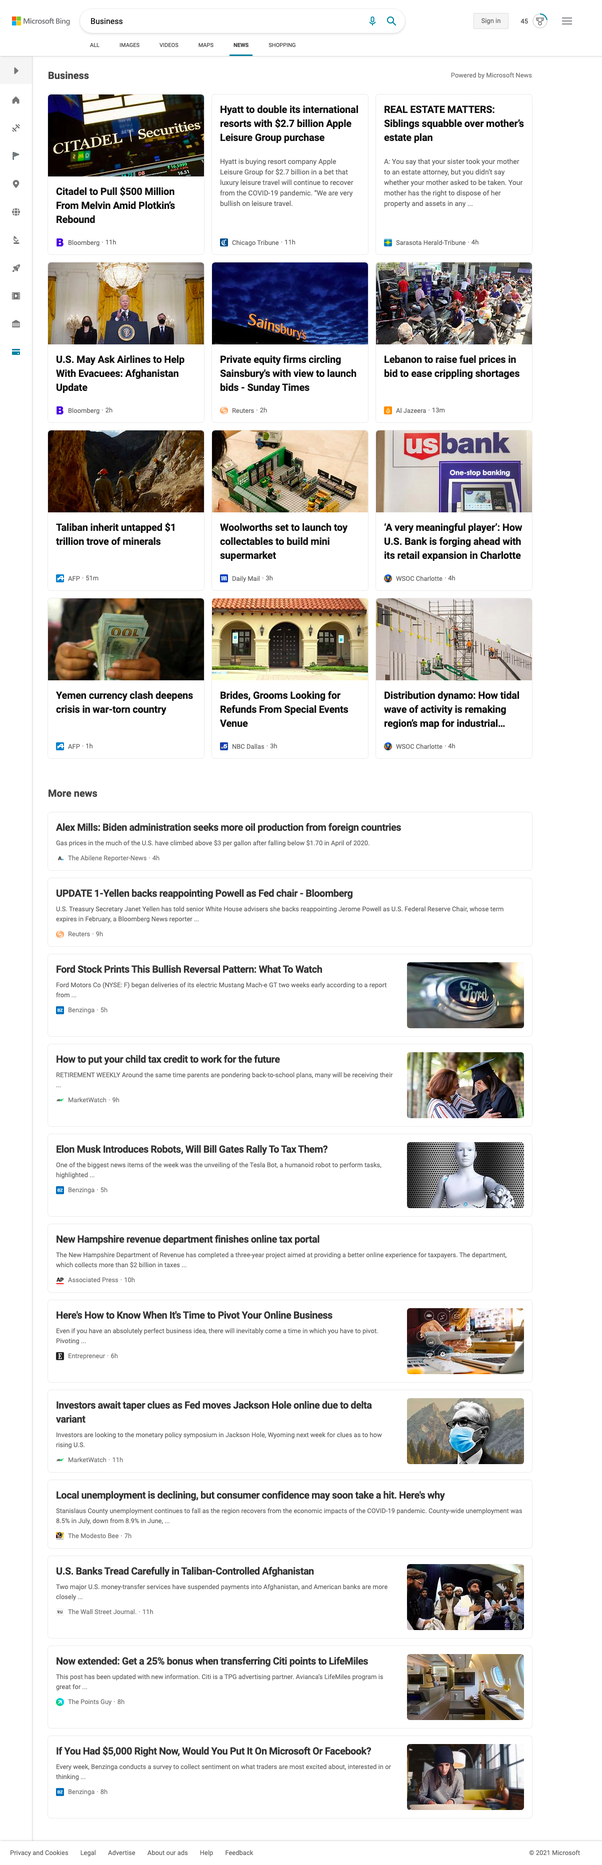 Microsoft Bing
Business
Sign in
45
ALL
IMAGES
VIDEOS
MAPS
NEWS
SHOPPING
Business
Powered by Microsoft News
CITADEL | Securities
Citadel to Pull $500 Million
From Melvin Amid Plotkin's
Rebound
Bloomberg · 11h
Hyatt to double its international
resorts with $2.7 billion Apple
Leisure Group purchase
Hyatt is buying resort company Apple
Leisure Group for $2.7 billion in a bet that
luxury leisure travel will continue to recover
from the COVID-19 pandemic. "We are very
bullish on leisure travel.
Chicago Tribune · 11h
REAL ESTATE MATTERS:
Siblings squabble over mother's
estate plan
A: You say that your sister took your mother
to an estate attorney, but you didn't say
whether your mother asked to be taken. Your
mother has the right to dispose of her
property and assets in any ...
Sarasota Herald-Tribune · 4h
U.S. May Ask Airlines to Help
With Evacuees: Afghanistan
Update
Bloomberg · 2h
Sainsbury's
Private equity firms circling
Sainsbury's with view to launch
bids - Sunday Times
Reuters · 2h
Lebanon to raise fuel prices in
bid to ease crippling shortages
Al Jazeera · 13m
Taliban inherit untapped $1
trillion trove of minerals
AFP · 51m
Woolworths set to launch toy
collectables to build mini
supermarket
Daily Mail · 3h
usbank
One-stop banking
'A very meaningful player': How
U.S. Bank is forging ahead with
its retail expansion in Charlotte
WSOC Charlotte · 4h
100
Yemen currency clash deepens
crisis in war-torn country
AFP · 1h
Brides, Grooms Looking for
Refunds From Special Events
Venue
NBC Dallas · 3h
Distribution dynamo: How tidal
wave of activity is remaking
region's map for industrial...
WSOC Charlotte · 4h
More news
Alex Mills: Biden administration seeks more oil production from foreign countries
Gas prices in the much of the U.S. have climbed above $3 per gallon after falling below $1.70 in April of 2020.
The Abilene Reporter-News · 4h
UPDATE 1-Yellen backs reappointing Powell as Fed chair - Bloomberg
U.S. Treasury Secretary Janet Yellen has told senior White House advisers she backs reappointing Jerome Powell as U.S. Federal Reserve Chair, whose term
expires in February, a Bloomberg News reporter ...
Reuters · 9h
Ford Stock Prints This Bullish Reversal Pattern: What To Watch
Ford Motors Co (NYSE: F) began deliveries of its electric Mustang Mach-e GT two weeks early according to a report
from ...
Benzinga · 5h
Ford
How to put your child tax credit to work for the future
RETIREMENT WEEKLY Around the same time parents are pondering back-to-school plans, many will be receiving their
...
MarketWatch · 9h
Elon Musk Introduces Robots, Will Bill Gates Rally To Tax Them?
One of the biggest news items of the week was the unveiling of the Tesla Bot, a humanoid robot to perform tasks,
highlighted ...
Benzinga · 5h
New Hampshire revenue department finishes online tax portal
The New Hampshire Department of Revenue has completed a three-year project aimed at providing a better online experience for taxpayers. The department,
which collects more than $2 billion in taxes ...
Associated Press · 10h
Here's How to Know When It's Time to Pivot Your Online Business
Even if you have an absolutely perfect business idea, there will inevitably come a time in which you have to pivot.
Pivoting ...
Entrepreneur · 6h
Investors await taper clues as Fed moves Jackson Hole online due to delta
variant
Investors are looking to the monetary policy symposium in Jackson Hole, Wyoming next week for clues as to how
rising U.S.
MarketWatch · 11h
Local unemployment is declining, but consumer confidence may soon take a hit. Here's why
Stanislaus County unemployment continues to fall as the region recovers from the economic impacts of the COVID-19 pandemic. County-wide unemployment was
8.5% in July, down from 8.9% in June, ...
The Modesto Bee · 7h
U.S. Banks Tread Carefully in Taliban-Controlled Afghanistan
Two major U.S. money-transfer services have suspended payments into Afghanistan, and American banks are more
closely ...
The Wall Street Journal. · 11h
Now extended: Get a 25% bonus when transferring Citi points to LifeMiles
This post has been updated with new information. Citi is a TPG advertising partner. Avianca's LifeMiles program is
great for ...
The Points Guy · 8h
If You Had $5,000 Right Now, Would You Put It On Microsoft Or Facebook?
Every week, Benzinga conducts a survey to collect sentiment on what traders are most excited about, interested in or
thinking ...
Benzinga · 8h
Privacy and Cookies
Legal
Advertise
About our ads
Help
Feedback
© 2021 Microsoft